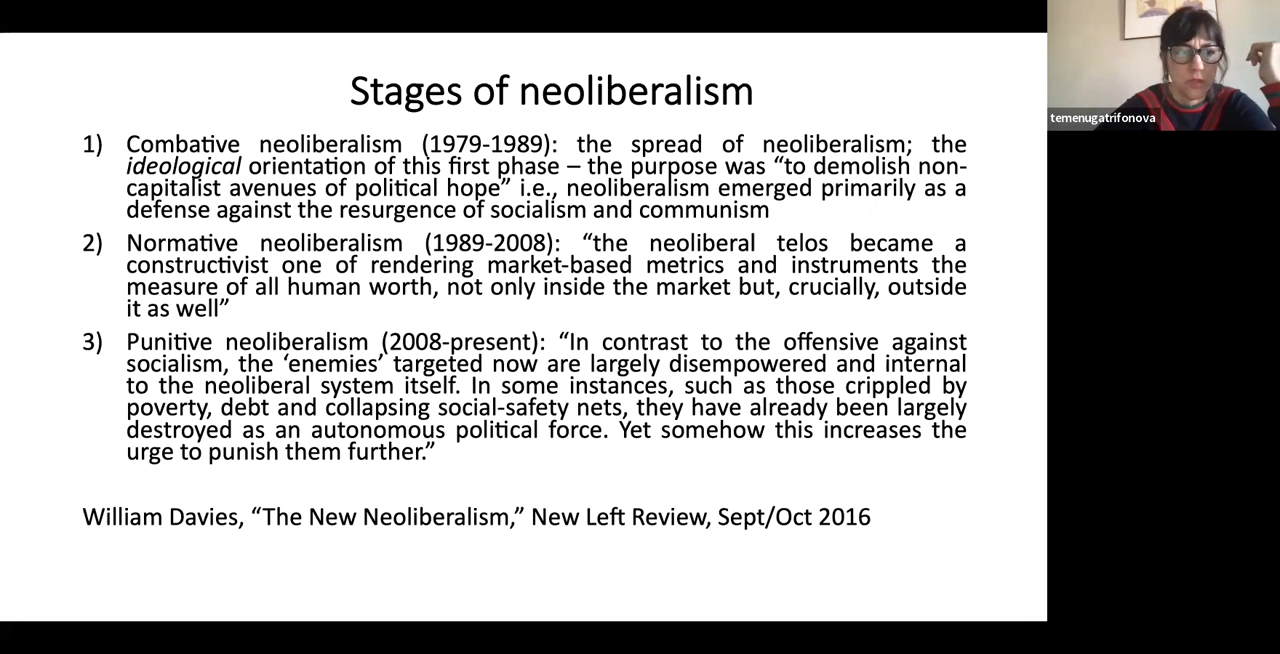 Stages of neoliberalism
1) Combative neoliberalism (1979-1989): the spread of neoliberalism; the
ideological orientation of this first phase – the purpose was “to demolish non-
capitalist avenues of political hope” i.e., neoliberalism emerged primarily as a
defense against the resurgence of socialism and communism
2) Normative neoliberalism (1989-2008): “the neoliberal telos became a
constructivist one of rendering market-based metrics and instruments the
measure of all human worth, not only inside the market but, crucially, outside
it as well”
3) Punitive neoliberalism (2008-present): “In contrast to the offensive against
socialism, the ‘enemies’ targeted now are largely disempowered and internal
to the neoliberal system itself. In some instances, such as those crippled by
poverty, debt and collapsing social-safety nets, they have already been largely
destroyed as an autonomous political force. Yet somehow this increases the
urge to punish them further.”
William Davies, “The New Neoliberalism,” New Left Review, Sept/Oct 2016
temenugatrifonova